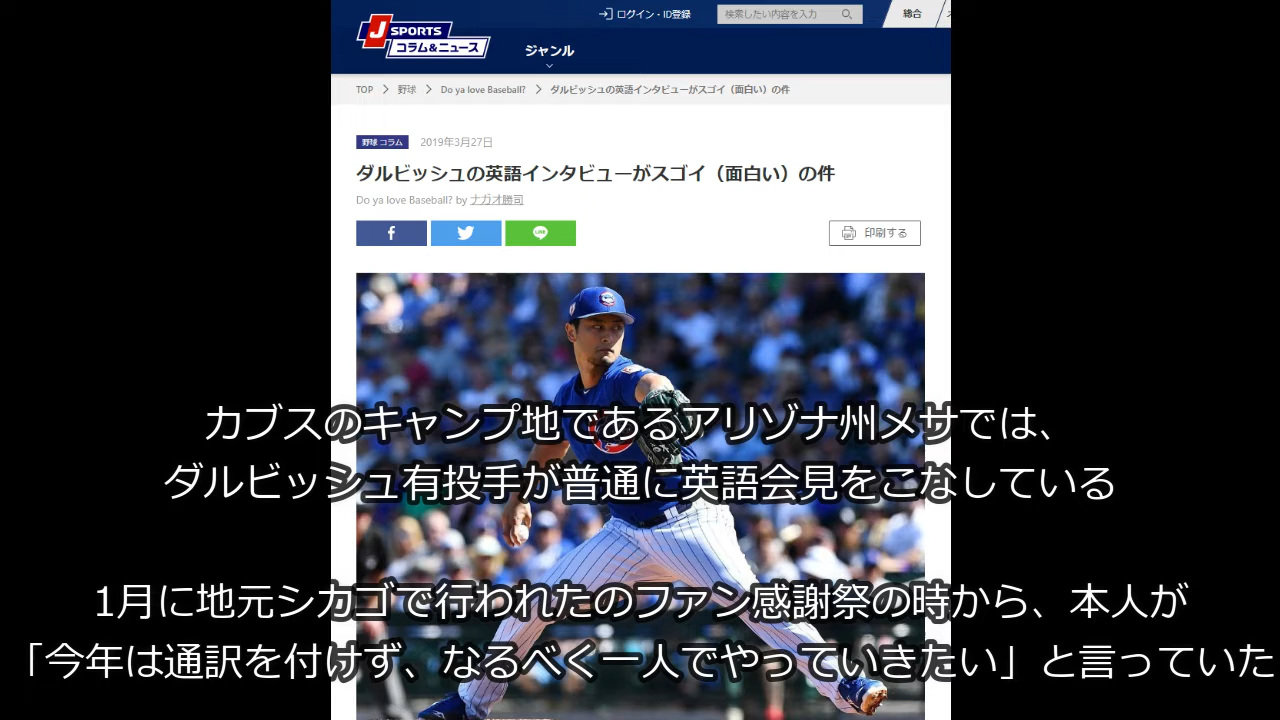 J SPORTS
コラム&ニュース
ログイン・ID登録
検索したい内容を入力
総合
ジャンル
TOP > 野球 > Do ya love Baseball? > ダルビッシュの英語インタビューがスゴイ（面白い）の件
野球 コラム 2019年3月27日
ダルビッシュの英語インタビューがスゴイ（面白い）の件
Do ya love Baseball? by ナガオ勝司
f
LINE
印刷する
カブスのキャンプ地であるアリゾナ州メサでは、
ダルビッシュ有投手が普通に英語会見をこなしている
1月に地元シカゴで行われたのファン感謝祭の時から、本人が
「今年は通訳を付けず、なるべく一人でやっていきたい」と言っていた